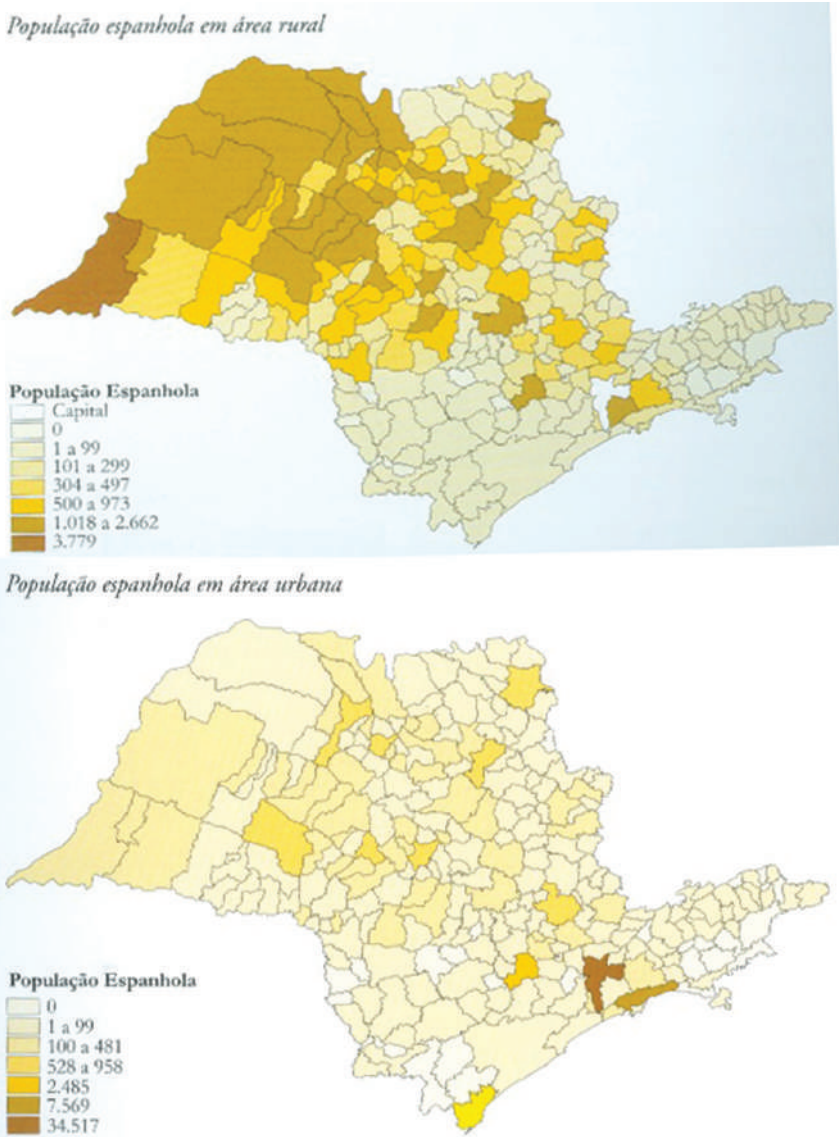 População espanhola em área rural
População Espanhola
Capital
0
1 a 99
101 a 299
304 a 497
500 a 973
1.018 a 2.662
3.779
População espanhola em área urbana
População Espanhola
0
1 a 99
100 a 481
528 a 958
2.485
7.569
34.517